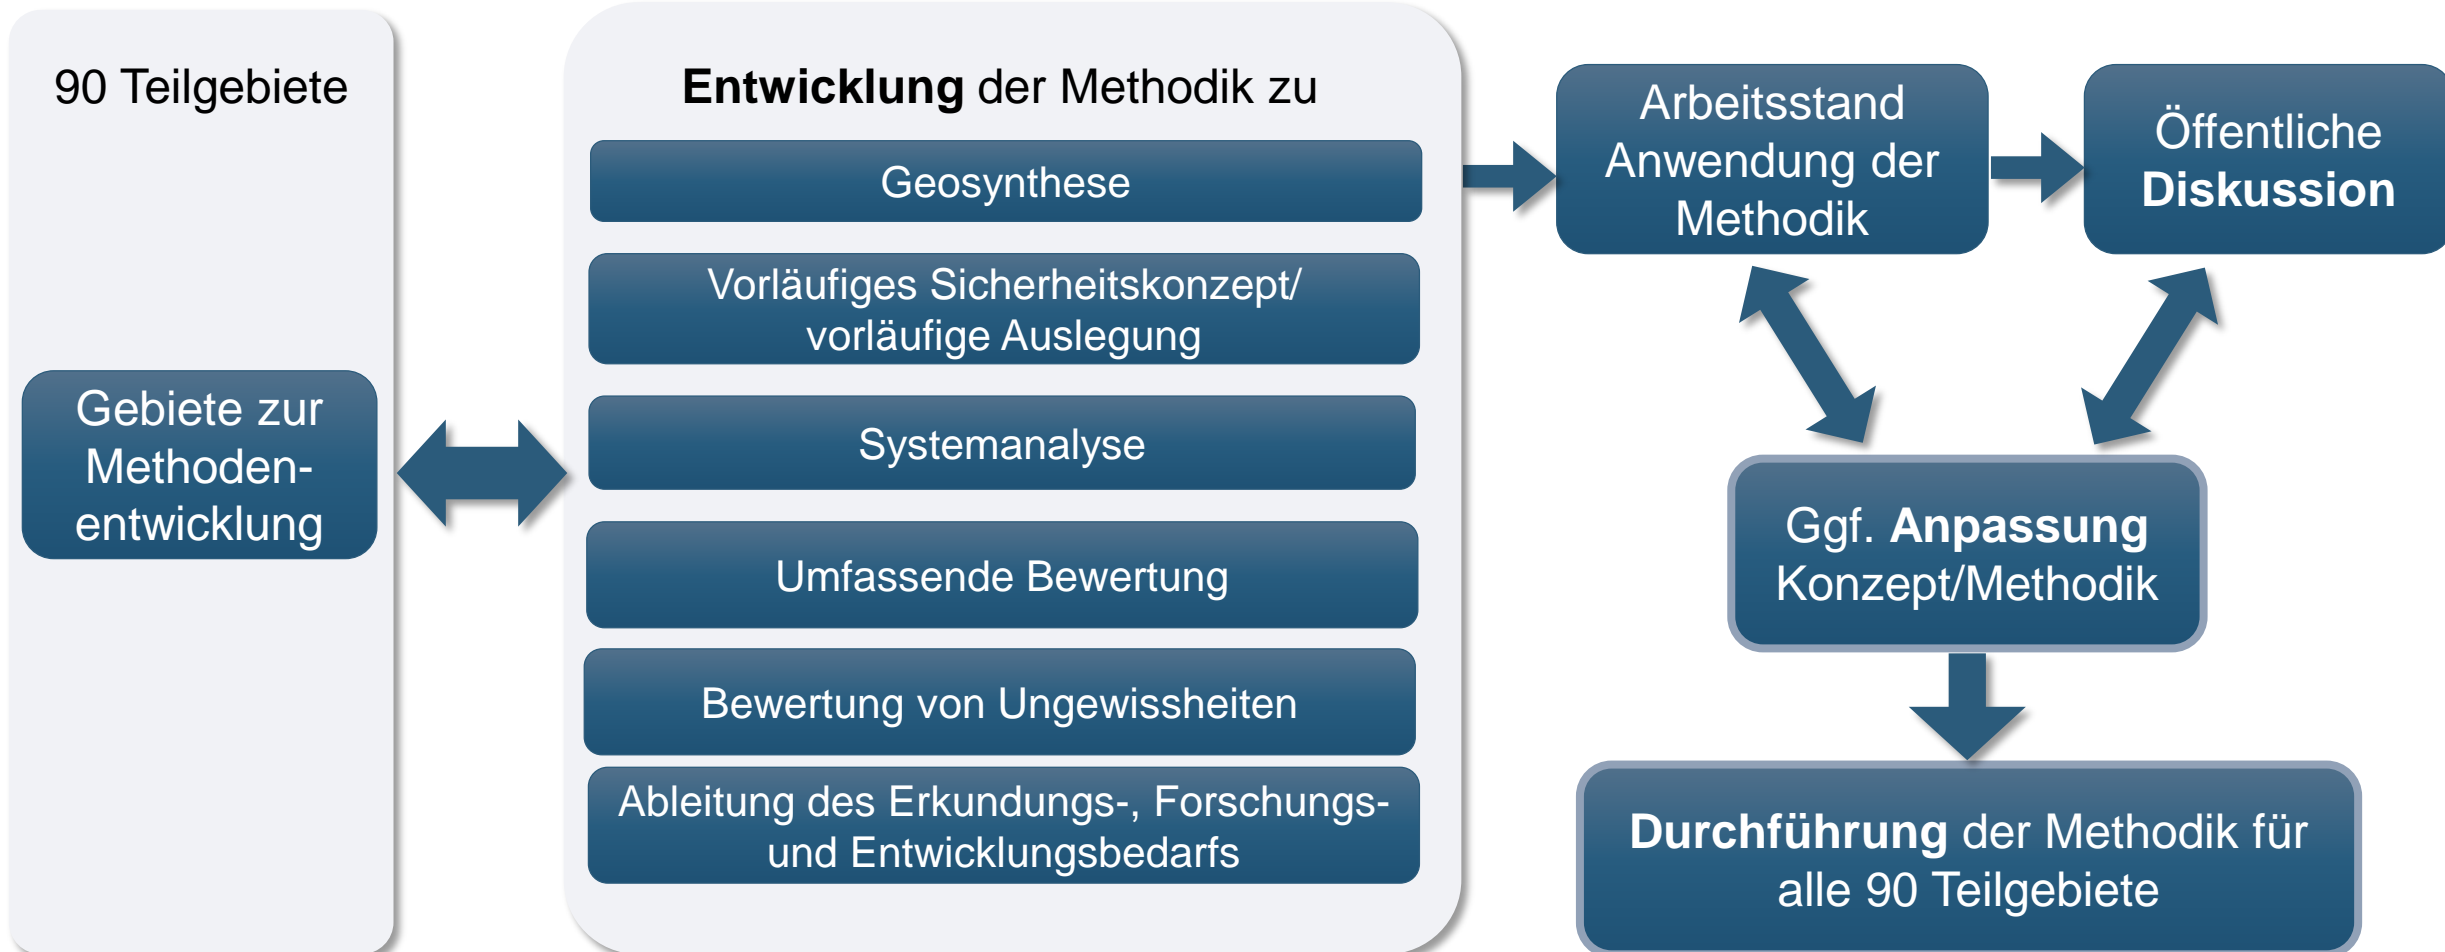 90 Teilgebiete
Gebiete zur
Methoden-
entwicklung
Entwicklung der Methodik zu
Geosynthese
Vorläufiges Sicherheitskonzept/
vorläufige Auslegung
Systemanalyse
Umfassende Bewertung
Bewertung von Ungewissheiten
Ableitung des Erkundungs-, Forschungs-
und Entwicklungsbedarfs
Arbeitsstand
Anwendung der
Methodik
Öffentliche
Diskussion
Ggf. Anpassung
Konzept/Methodik
Durchführung der Methodik für
alle 90 Teilgebiete